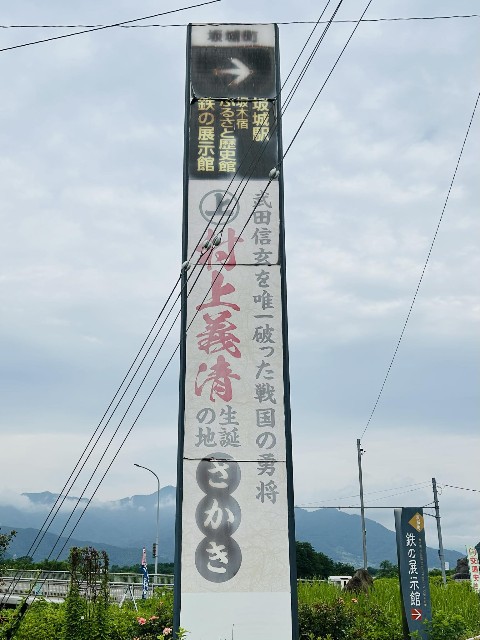 坂城町
坂城駅
坂木宿
ふるさと歴史館
鉄の展示館
武田信玄を唯一破った戦国の勇将
上
村上義清
生誕
の地
さかき
鉄の展示館